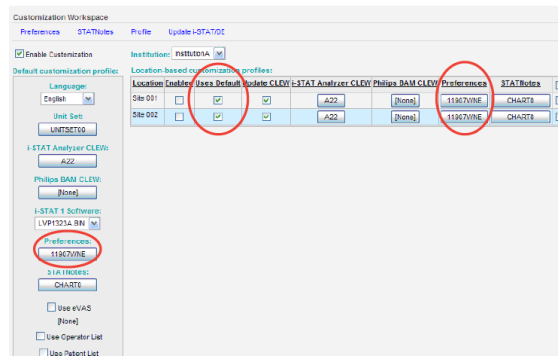 Customization Workspace
Preferences STATNotes Profile Update i-STAT/DE
Enable Customization Institution: InstitutionA
Default customization profile: Location-based customization profiles:
Location Enabled Uses Default Update CLEW i-STAT Analyzer CLEW Philips BAM CLEW Preferences STATNotes
Site 001 A22 [None] 11907WNE CHART0
Site 002 A22 [None] 11907WNE CHART0
Language:
English
Unit Set:
UNITSET00
i-STAT Analyzer CLEW:
A22
Philips BAM CLEW:
[None]
i-STAT 1 Software:
LVP1323A.BIN
Preferences:
11907WNE
STATNotes:
CHART0
Use eVAS
[None]
Use Operator List
Use Patient List